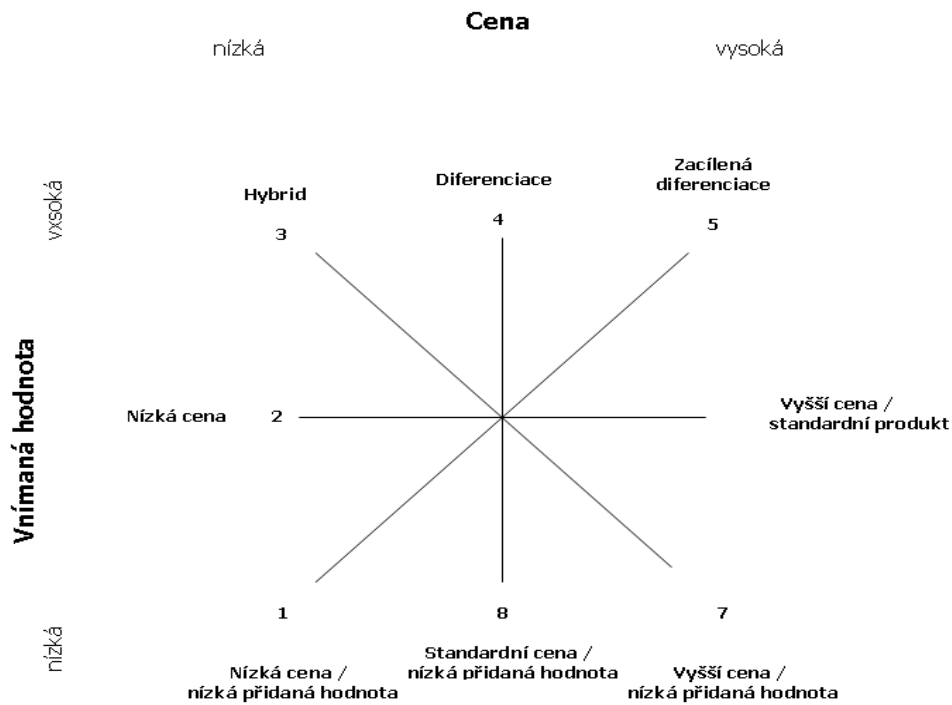 Cena
nízká vysoká
Hybrid
Diferenciace
Zacílená
diferenciace
3
4
5
vxsoká
Vnímaná hodnota
Nízká cena 2
Vyšší cena /
standardní produkt
nízká
1
8
7
Nízká cena /
nízká přidaná hodnota
Standardní cena /
nízká přidaná hodnota
Vyšší cena /
nízká přidaná hodnota